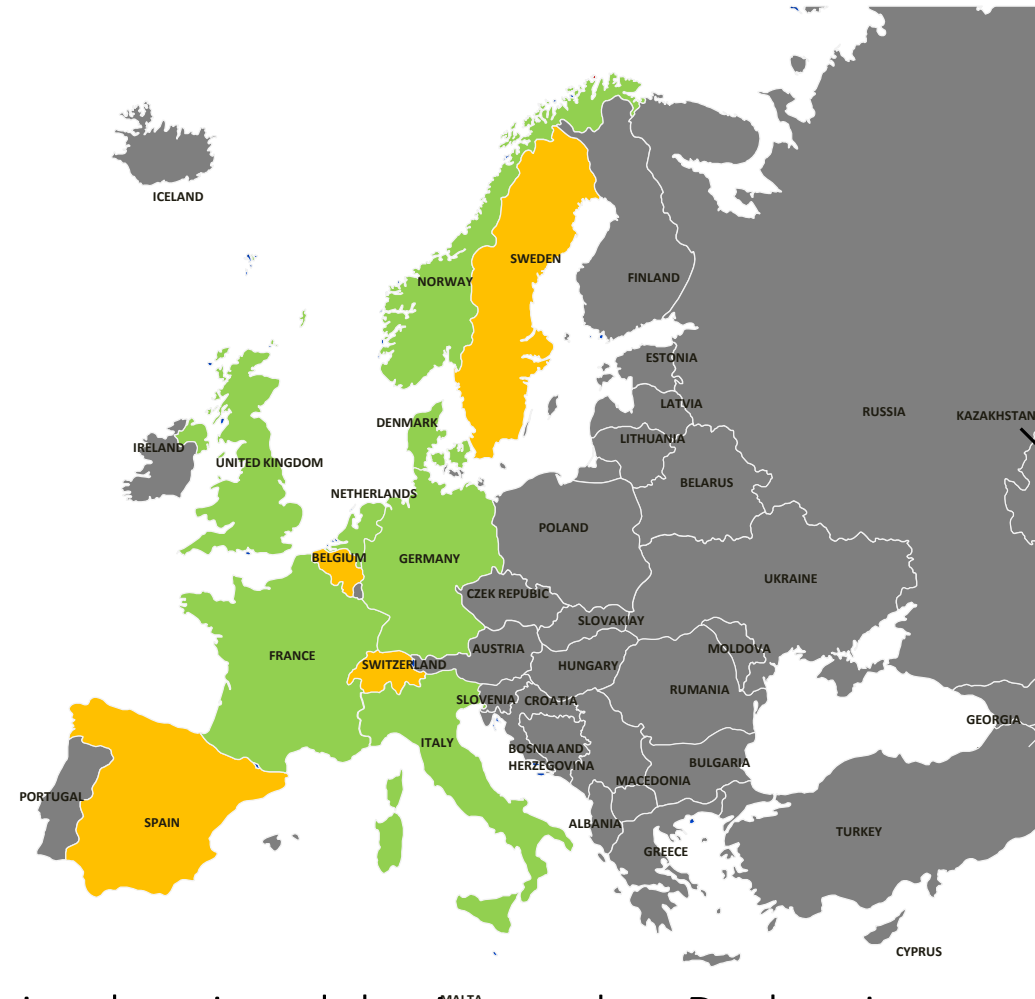 ICELAND
SWEDEN
NORWAY
FINLAND
ESTONIA
LATVIA
RUSSIA
KAZAKHSTAN
DENMARK
LITHUANIA
IRELAND
UNITED KINGDOM
BELARUS
NETHERLANDS
POLAND
BELGIUM
GERMANY
UKRAINE
CZEK REPUBIC
SLOVAKIAY
FRANCE
SWITZERLAND
AUSTRIA
MOLDOVA
HUNGARY
RUMANIA
SLOVENIA
CROATIA
GEORGIA
ITALY
BOSNIA AND
HERZEGOVINA
BULGARIA
MACEDONIA
PORTUGAL
SPAIN
ALBANIA
TURKEY
GREECE
CYPRUS
MALTA